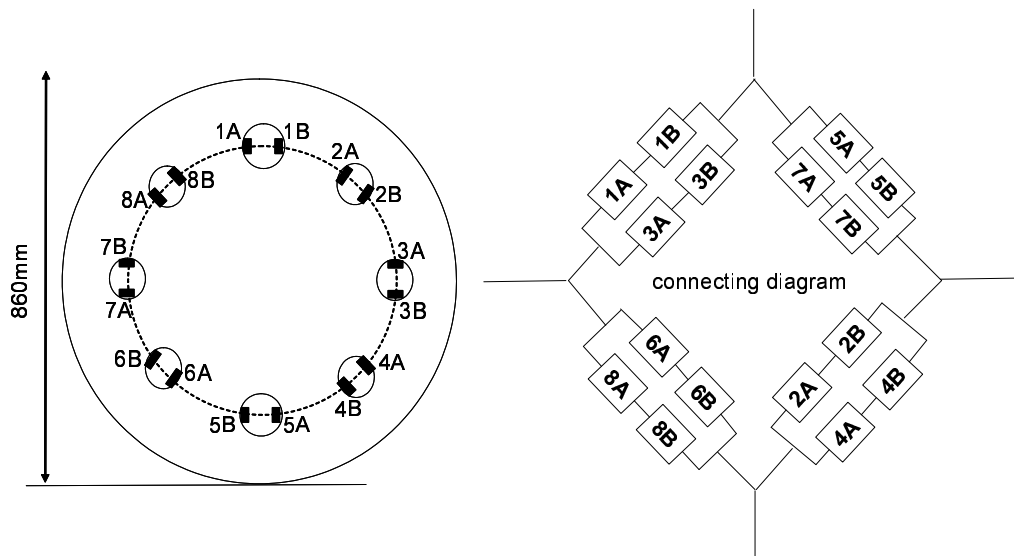 860mm
1A
1B
2A
2B
3A
3B
4A
4B
5A
5B
6A
6B
7A
7B
8A
8B
connecting diagram
1A
1B
3A
3B
5A
5B
7A
7B
6A
6B
8A
8B
2A
2B
4A
4B